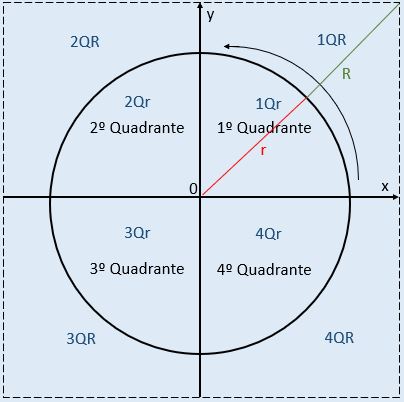 y
2QR
1QR
R
2Qr
1Qr
2º Quadrante
1º Quadrante
r
0
x
3Qr
4Qr
3º Quadrante
4º Quadrante
3QR
4QR